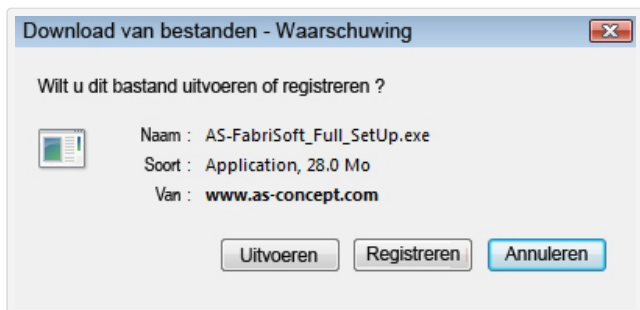 Download van bestanden - Waarschuwing
Wilt u dit bastand uitvoeren of registreren ?
Naam : AS-FabriSoft_Full_SetUp.exe
Soort : Application, 28.0 Mo
Van : www.as-concept.com
Uitvoeren Registreren Annuleren